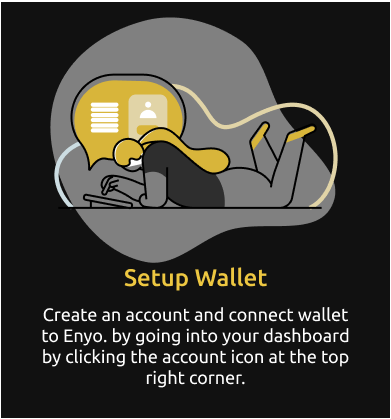 Setup Wallet
Create an account and connect wallet
to Enyo. by going into your dashboard
by clicking the account icon at the top
right corner.